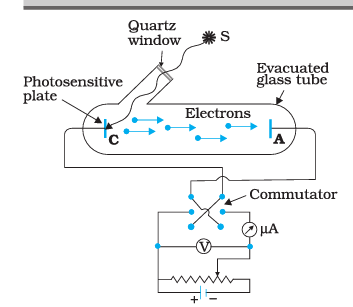 Quartz
window
S
Photosensitive
plate
Evacuated
glass tube
Electrons
C
A
Commutator
μA
V
+
−